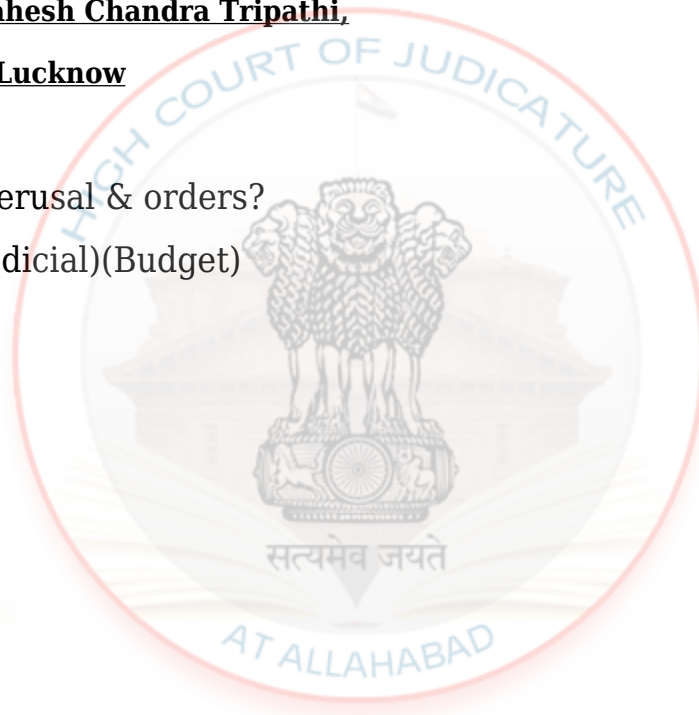 ahesh Chandra Tripathi,
Lucknow
HIGH COURT OF JUDICATURE
erusal & orders?
dicial)(Budget)
सत्यमेव जयते
AT ALLAHABAD